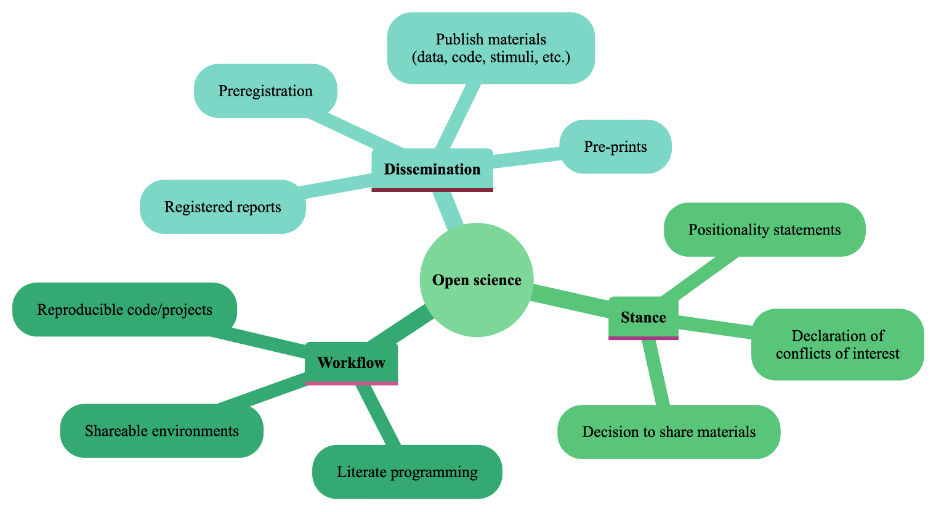 Publish materials
(data, code, stimuli, etc.)
Preregistration
Pre-prints
Dissemination
Registered reports
Positionality statements
Open science
Reproducible code/projects
Stance
Declaration of
conflicts of interest
Workflow
Shareable environments
Decision to share materials
Literate programming